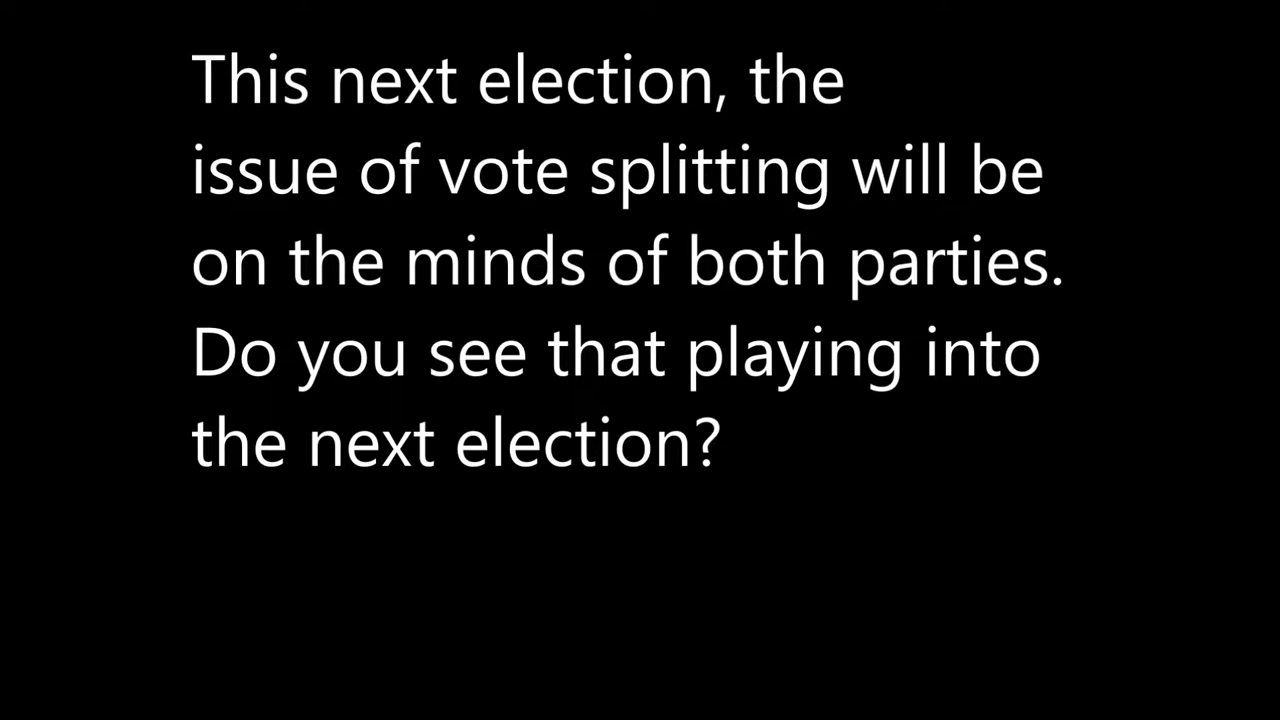 This next election, the
issue of vote splitting will be
on the minds of both parties.
Do you see that playing into
the next election?